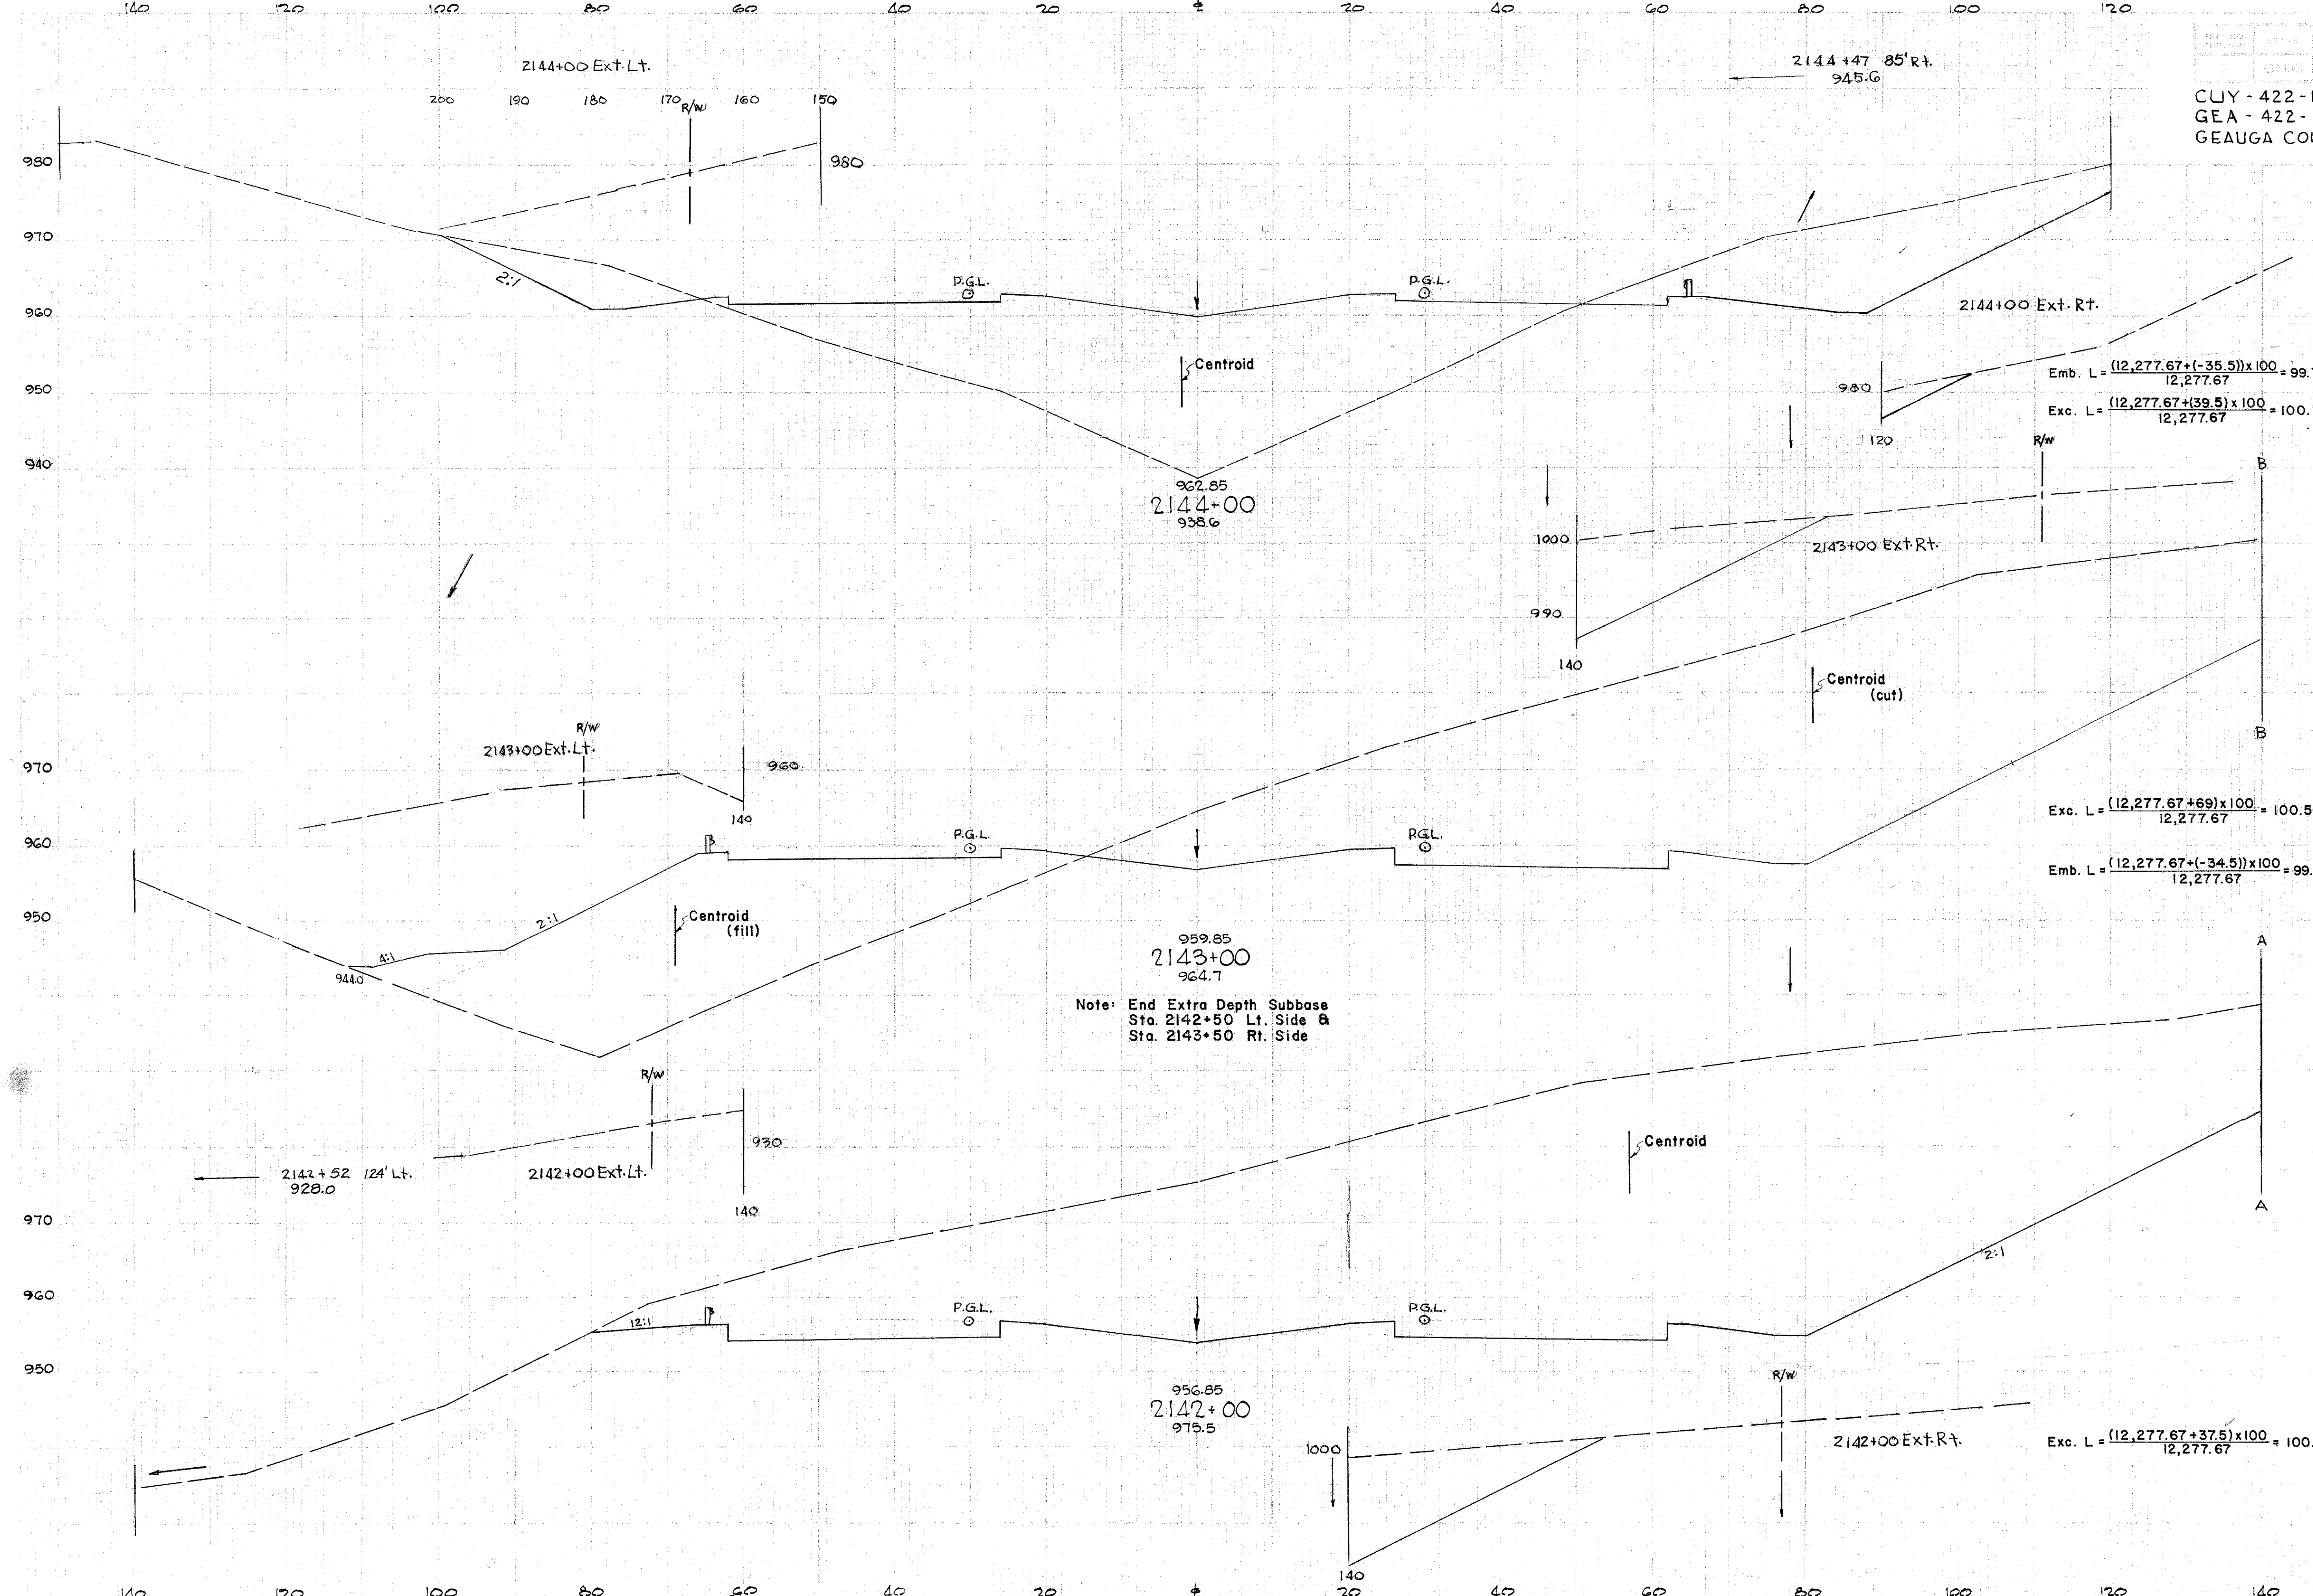 140 120 100 80 60 40 20 ℄ 20 40 60 80 100 120
2144+00 Ext. Lt.
2144+47 85' Rt.
945.6
200 190 180 170 R/W 160 150
CUY - 422 -
GEA - 422 -
GEAUGA COU
980
980
970
2:1
P.G.L.
P.G.L.
960
2144+00 Ext. Rt.
Centroid
950
980
Emb. L = (12,277.67+(-35.5))x100 = 99.
12,277.67
Exc. L = (12,277.67+(39.5)x100 = 100.
12,277.67
120
R/W
940
B
962.85
2144+00
938.6
1000
2143+00 Ext. Rt.
990
140
Centroid
(cut)
R/W
B
2143+00 Ext. Lt.
970
960
140
Exc. L = (12,277.67+69)x100 = 100.5
12,277.67
960
P.G.L.
P.G.L.
Emb. L = (12,277.67+(-34.5))x100 = 99.
12,277.67
950
2:1
Centroid
(fill)
4:1
944.0
959.85
2143+00
964.7
A
Note: End Extra Depth Subbase
Sta. 2142+50 Lt. Side &
Sta. 2143+50 Rt. Side
R/W
930
Centroid
2142+52 124' Lt.
928.0
2142+00 Ext. Lt.
140
A
970
2:1
960
P.G.L.
P.G.L.
12:1
950
R/W
956.85
2142+00
975.5
1000
2142+00 Ext. Rt.
Exc. L = (12,277.67+37.5)x100 = 100.
12,277.67
140
140 120 100 80 60 40 20 ℄ 20 40 60 80 100 120 140